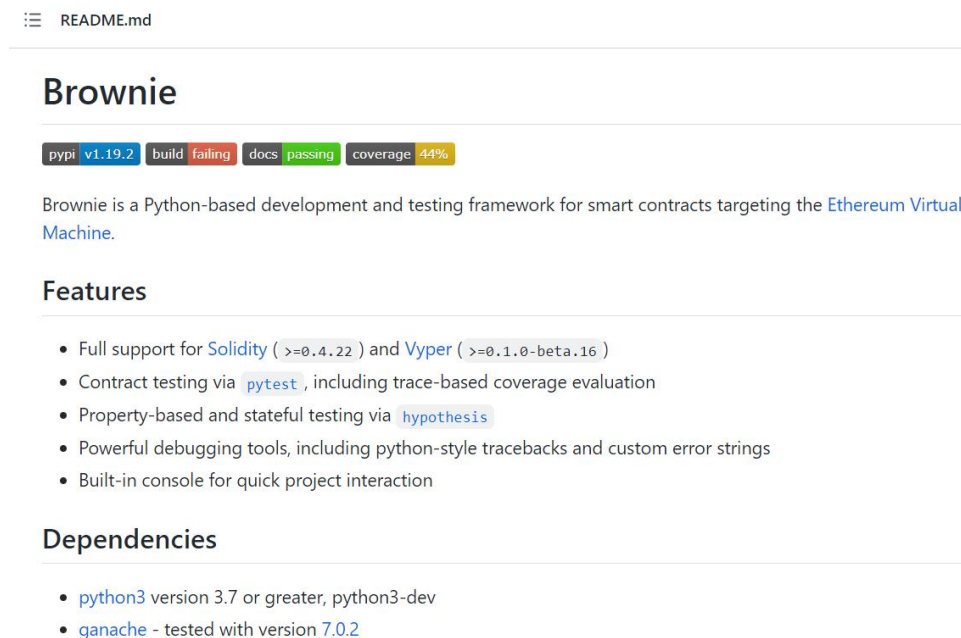 README.md
Brownie
pypi v1.19.2 build failing docs passing coverage 44%
Brownie is a Python-based development and testing framework for smart contracts targeting the Ethereum Virtual
Machine.
Features
Full support for Solidity ( >=0.4.22 ) and Vyper ( >=0.1.0-beta.16 )
Contract testing via pytest , including trace-based coverage evaluation
Property-based and stateful testing via hypothesis
Powerful debugging tools, including python-style tracebacks and custom error strings
Built-in console for quick project interaction
Dependencies
python3 version 3.7 or greater, python3-dev
ganache - tested with version 7.0.2